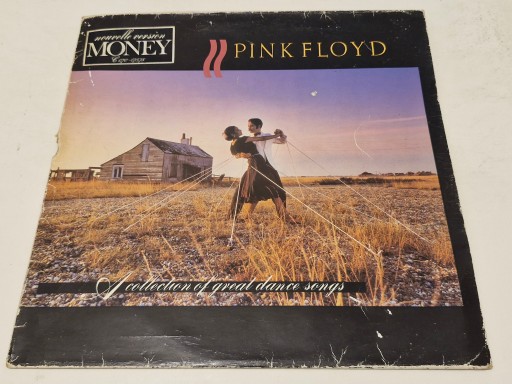 nouvelle version
MONEY
PINK FLOYD
A collection of great dance songs